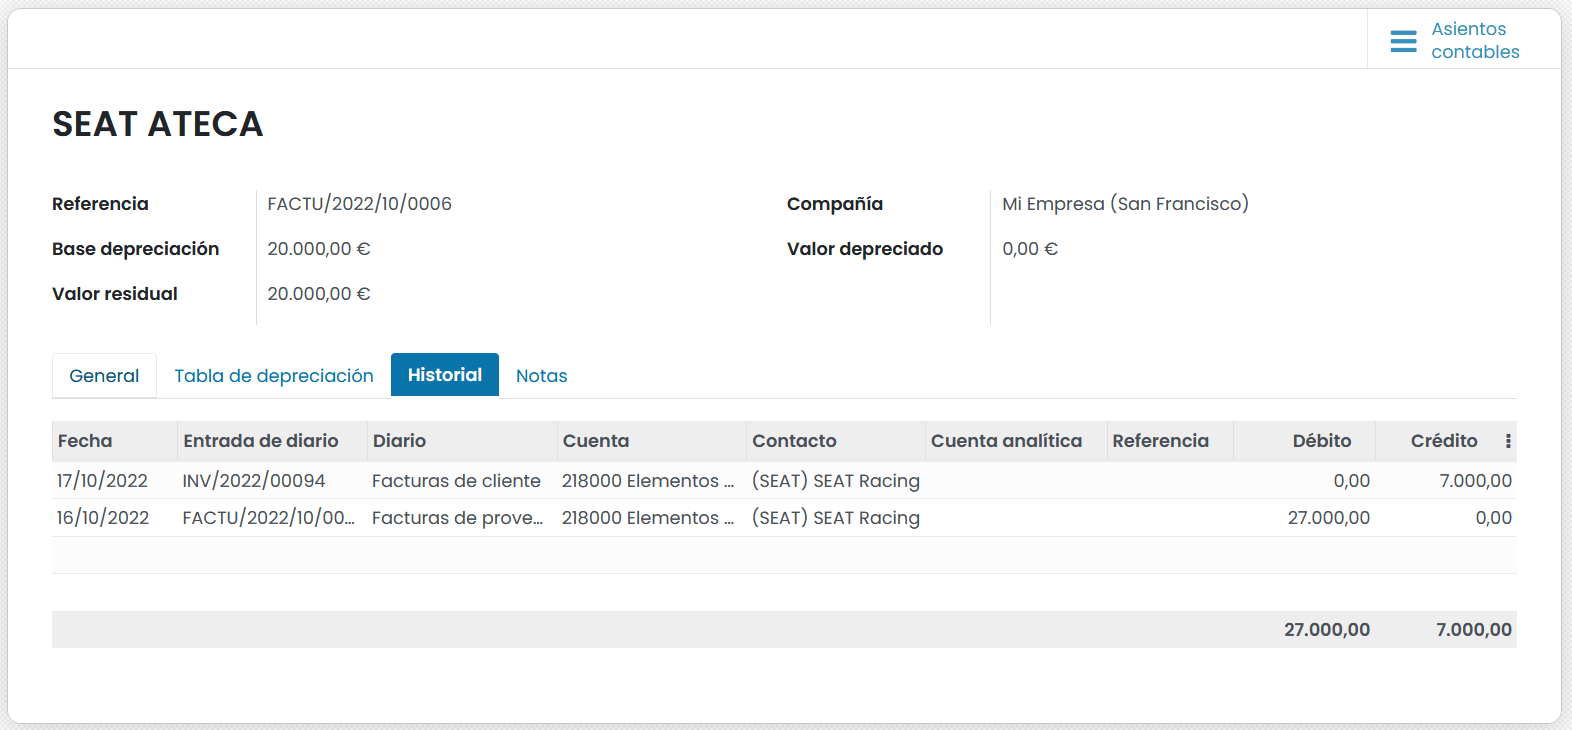 Asientos
contables
SEAT ATECA
Referencia FACTU/2022/10/0006 Compañía Mi Empresa (San Francisco)
Base depreciación 20.000,00 € Valor depreciado 0,00 €
Valor residual 20.000,00 €
General Tabla de depreciación Historial Notas
Fecha Entrada de diario Diario Cuenta Contacto Cuenta analítica Referencia Débito Crédito
17/10/2022 INV/2022/00094 Facturas de cliente 218000 Elementos ... (SEAT) SEAT Racing 0,00 7.000,00
16/10/2022 FACTU/2022/10/00... Facturas de prove... 218000 Elementos ... (SEAT) SEAT Racing 27.000,00 0,00
27.000,00 7.000,00